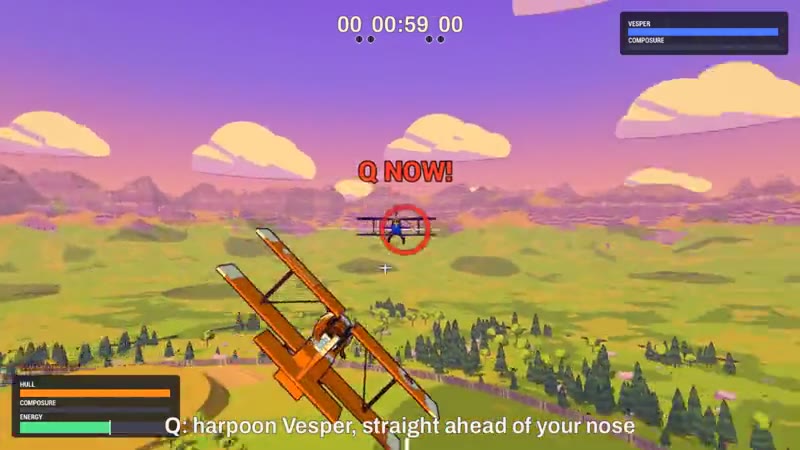 00 00:59 00
VESPER
COMPOSURE
Q NOW!
HULL
COMPOSURE
ENERGY
Q: harpoon Vesper, straight ahead of your nose